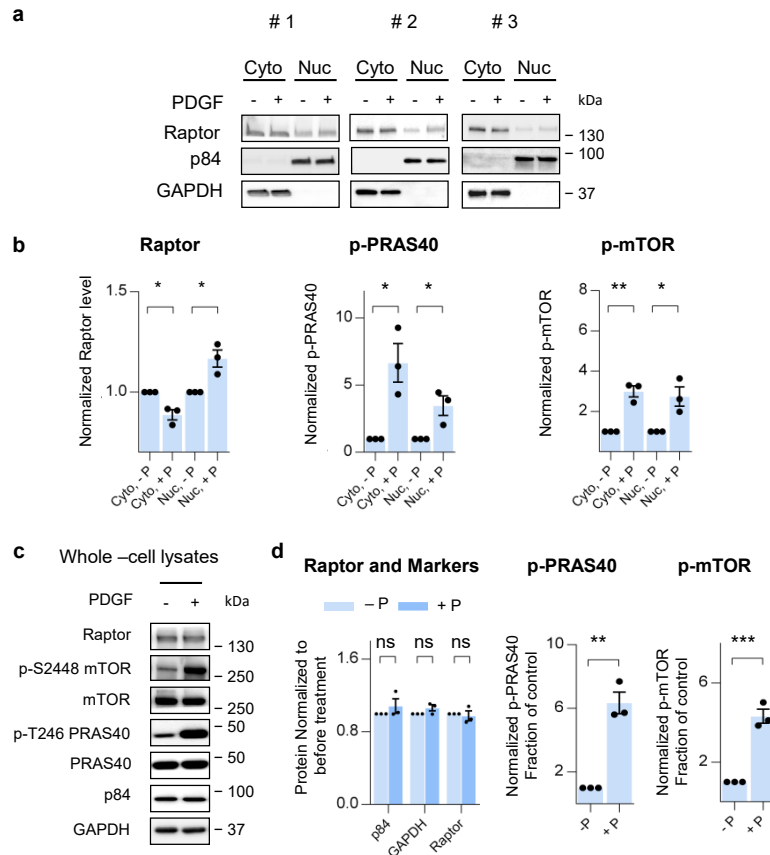 a
# 1 # 2 # 3
Cyto Nuc Cyto Nuc Cyto Nuc
PDGF - + - + - + - + - + - + kDa
Raptor – 130
p84 – 100
GAPDH – 37
b
Raptor p-PRAS40 p-mTOR
Normalized Raptor level
1.5
1.0
* *
Cyto, - P
Cyto, + P
Nuc, - P
Nuc, + P
Normalized p-PRAS40
10
5
0
* *
Cyto, - P
Cyto, + P
Nuc, - P
Nuc, + P
Normalized p-mTOR
8
6
4
2
** *
Cyto, - P
Cyto, + P
Nuc, - P
Nuc, + P
c
Whole –cell lysates
PDGF - + kDa
Raptor – 130
p-S2448 mTOR – 250
mTOR – 250
p-T246 PRAS40 – 50
PRAS40 – 50
p84 – 100
GAPDH – 37
d
Raptor and Markers p-PRAS40 p-mTOR
– P + P
Protein Normalized to
before treatment
1.6
1.0
0.0
ns ns ns
p84
GAPDH
Raptor
Normalized p-PRAS40
Fraction of control
10
6
2
**
-P
+ P
Normalized p-mTOR
Fraction of control
6
4
2
***
- P
+ P